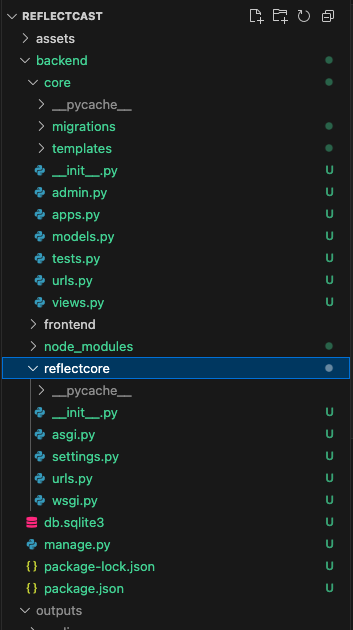 REFLECTCAST
assets
backend
core
__pycache__
migrations
templates
__init__.py U
admin.py U
apps.py U
models.py U
tests.py U
urls.py U
views.py U
frontend
node_modules
reflectcore
__pycache__
__init__.py U
asgi.py U
settings.py U
urls.py U
wsgi.py U
db.sqlite3 U
manage.py U
{} package-lock.json U
{} package.json U
outputs